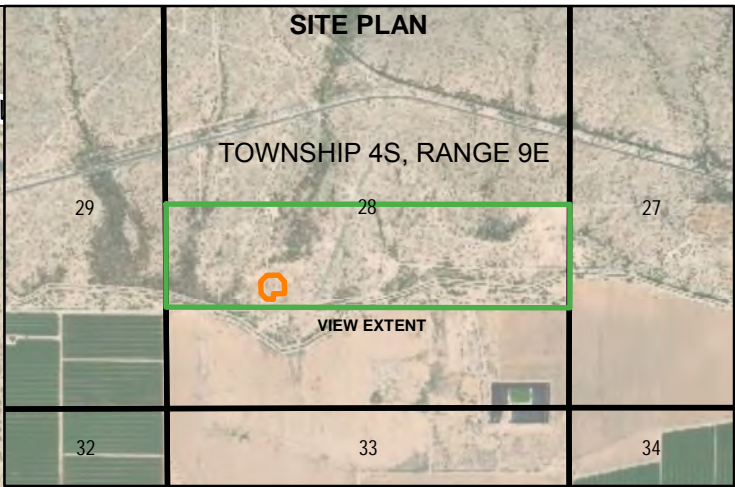 SITE PLAN
TOWNSHIP 4S, RANGE 9E
29
28
27
VIEW EXTENT
32
33
34